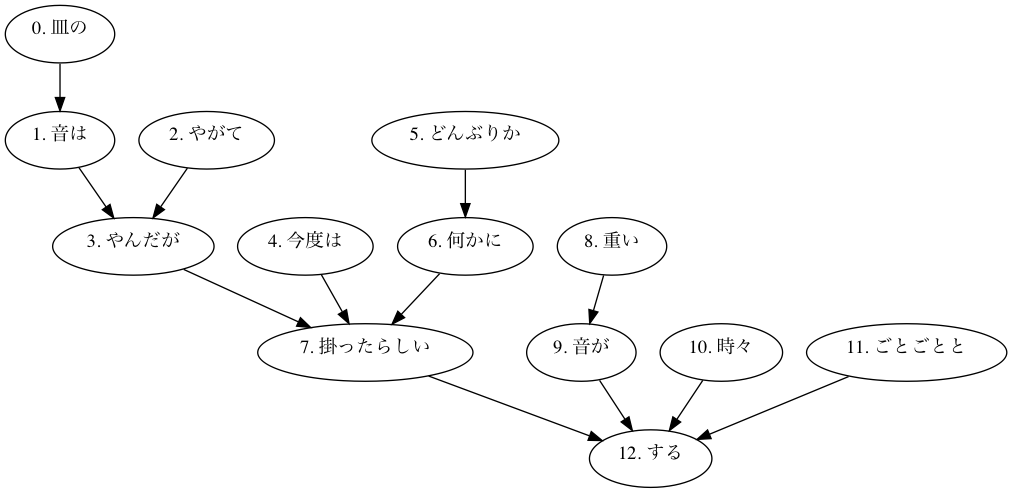 0. 皿の
1. 音は
2. やがて
5. どんぶりか
3. やんだが
4. 今度は
6. 何かに
8. 重い
7. 掛ったらしい
9. 音が
10. 時々
11. ごとごとと
12. する